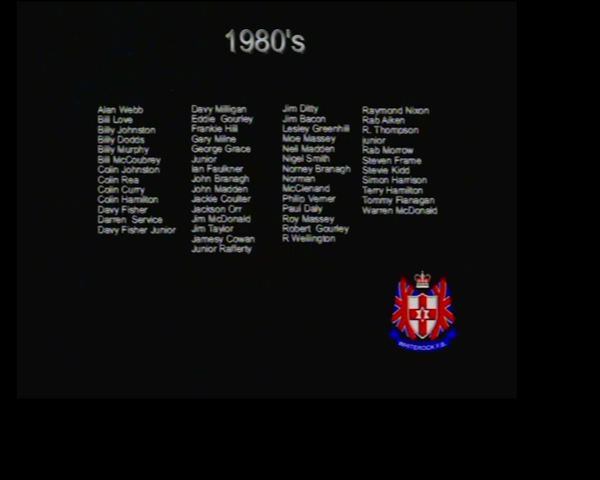 1980's
Alan Webb
Bill Love
Billy Johnston
Billy Dodds
Billy Murphy
Bill McCoubrey
Colin Johnston
Colin Rea
Colin Curry
Colin Hamilton
Davy Fisher
Darren Service
Davy Fisher Junior
Davy Milligan
Eddie Gourley
Frankie Hill
Gary Milne
George Grace
Junior
Ian Faulkner
John Branagh
John Madden
Jackie Coulter
Jackson Orr
Jim McDonald
Jim Taylor
Jamesy Cowan
Junior Rafferty
Jim Ditty
Jim Bacon
Lesley Greenhill
Moe Massey
Neil Madden
Nigel Smith
Norney Branagh
Norman
McClenand
Philip Verner
Paul Daly
Roy Massey
Robert Gourley
R Wellington
Raymond Nixon
Rab Aiken
R. Thompson
junior
Rab Morrow
Steven Frame
Stevie Kidd
Simon Harrison
Terry Hamilton
Tommy Flanagan
Warren McDonald
WHITEROCK F.B.